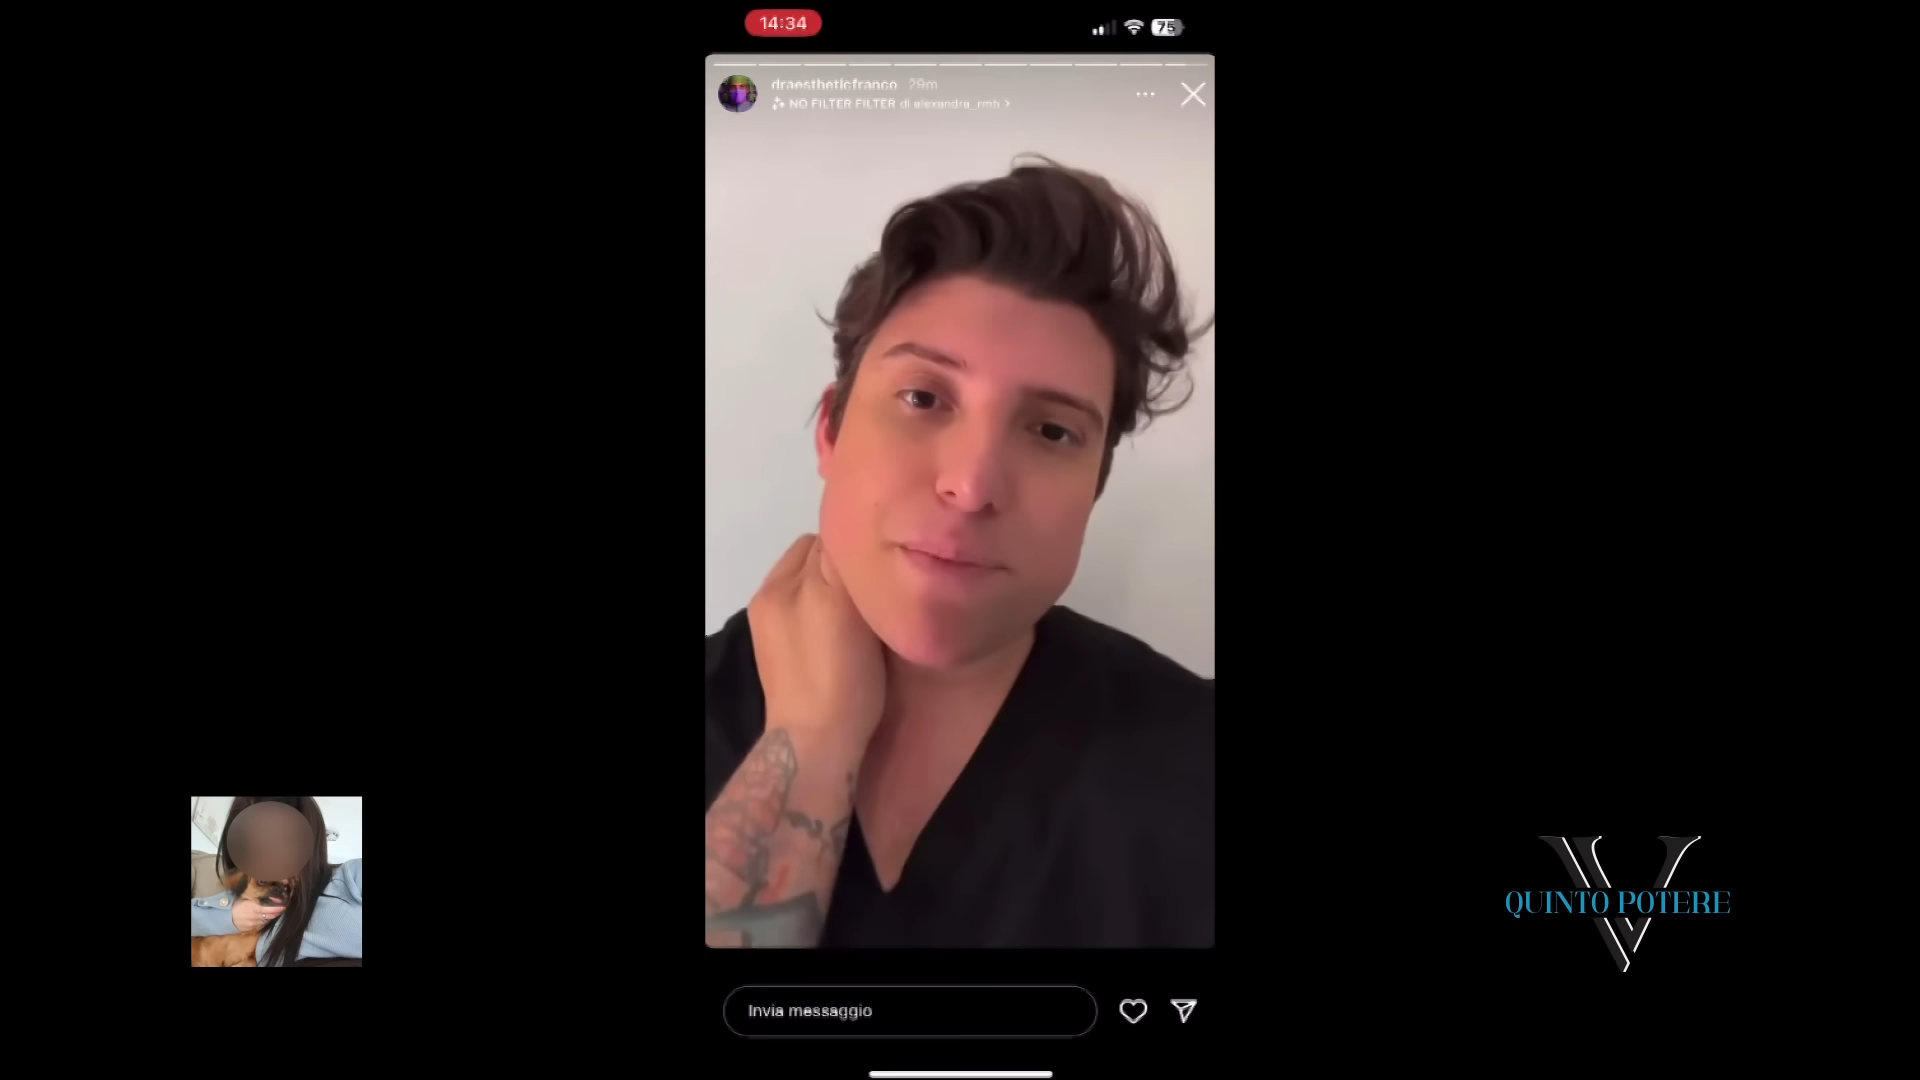 14:34
75
draestheticfranco 29m
NO FILTER FILTER di alexandra_rmh
QUINTO POTERE
V
Invia messaggio